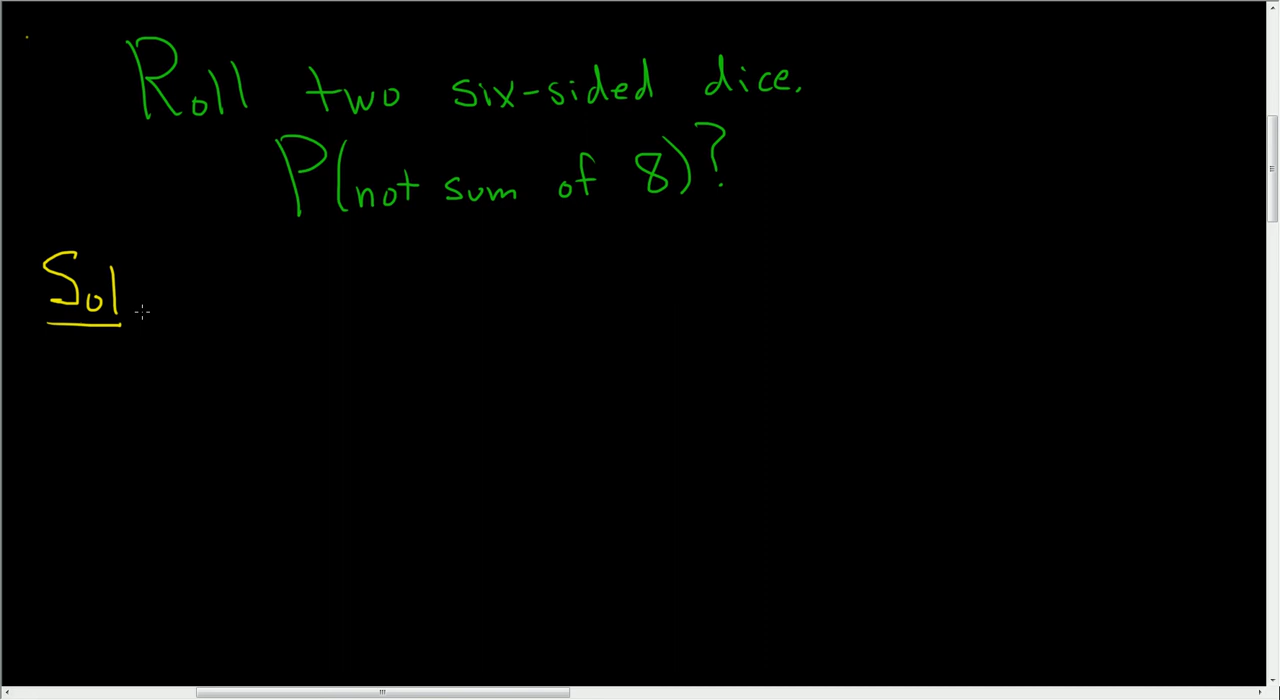 Roll two six-sided dice.
P(not sum of 8)?
Sol